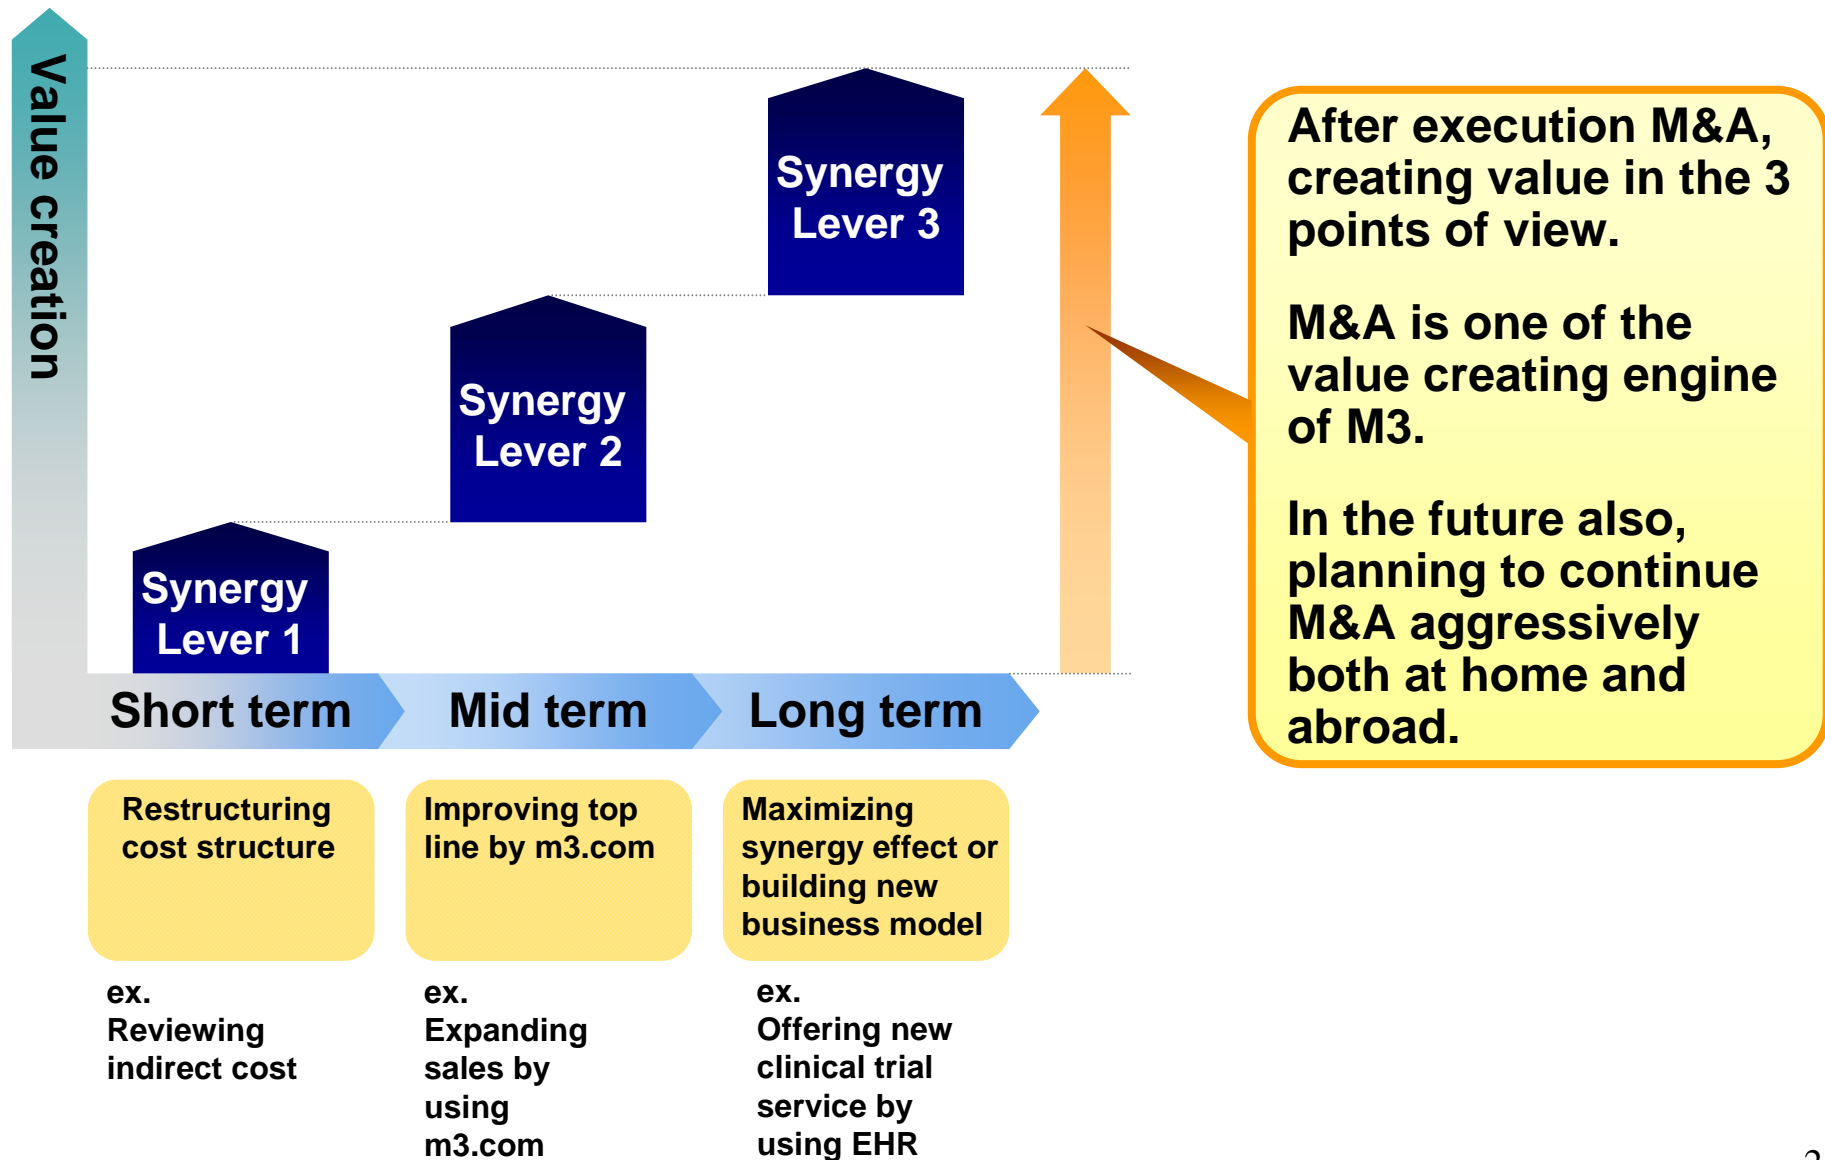 Value creation
Synergy
Lever 3
Synergy
Lever 2
Synergy
Lever 1
Short term
Mid term
Long term
Restructuring
cost structure
Improving top
line by m3.com
Maximizing
synergy effect or
building new
business model
ex.
Reviewing
indirect cost
ex.
Expanding
sales by
using
m3.com
ex.
Offering new
clinical trial
service by
using EHR
After execution M&A,
creating value in the 3
points of view.
M&A is one of the
value creating engine
of M3.
In the future also,
planning to continue
M&A aggressively
both at home and
abroad.